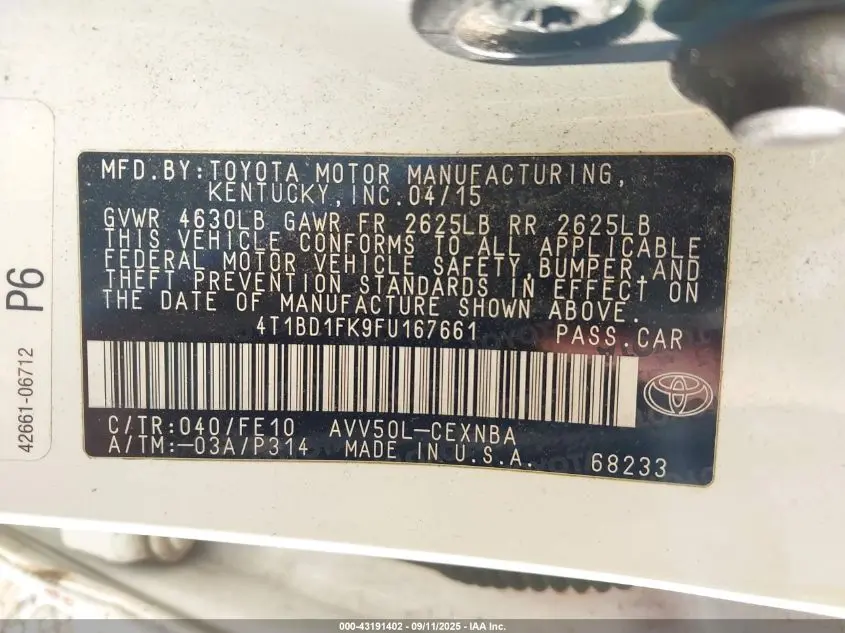 MFD.BY:TOYOTA MOTOR MANUFACTURING,
KENTUCKY,INC.04/15
GVWR 4630LB GAWR FR 2625LB RR 2625LB
THIS VEHICLE CONFORMS TO ALL APPLICABLE
FEDERAL MOTOR VEHICLE SAFETY,BUMPER,AND
THEFT PREVENTION STANDARDS IN EFFECT ON
THE DATE OF MANUFACTURE SHOWN ABOVE.
4T1BD1FK9FU167661 PASS.CAR
C/TR:040/FE10 AVV50L-CEXNBA
A/TM:-03A/P314 MADE IN U.S.A. 68233
42661-06712 P6
000-43191402 - 09/11/2025 - IAA Inc.